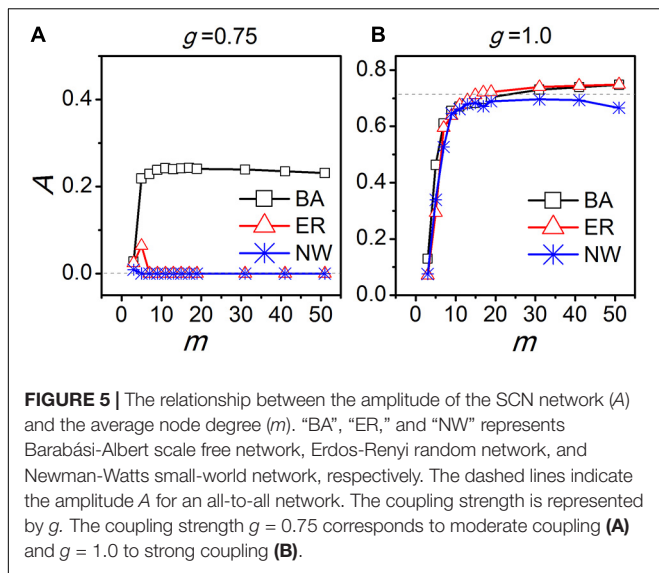 A
g=0.75
B
g=1.0
A
0.4
0.2
0.0
BA
ER
NW
0 10 20 30 40 50
m
0.8
0.6
0.4
0.2
0.0
BA
ER
NW
0 10 20 30 40 50
m
FIGURE 5 | The relationship between the amplitude of the SCN network (A)
and the average node degree (m). “BA”, “ER,” and “NW” represents
Barabási-Albert scale free network, Erdos-Renyi random network, and
Newman-Watts small-world network, respectively. The dashed lines indicate
the amplitude A for an all-to-all network. The coupling strength is represented
by g. The coupling strength g = 0.75 corresponds to moderate coupling (A)
and g = 1.0 to strong coupling (B).